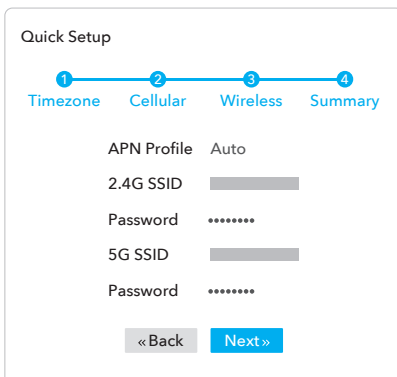 Quick Setup
1 2 3 4
Timezone Cellular Wireless Summary
APN Profile Auto
2.4G SSID
Password ••••••••
5G SSID
Password ••••••••
«Back Next»